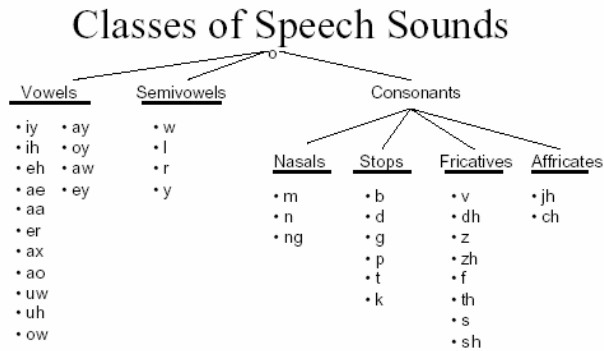 Classes of Speech Sounds
Vowels Semivowels Consonants
• iy • ay • w
• ih • oy • l
• eh • aw • r
• ae • ey • y
Nasals Stops Fricatives Affricates
• aa
• er
• ax
• ao
• uw
• uh
• ow
• m • b • v • jh
• n • d • dh • ch
• ng • g • z
• p • zh
• t • f
• k • th
• s
• sh